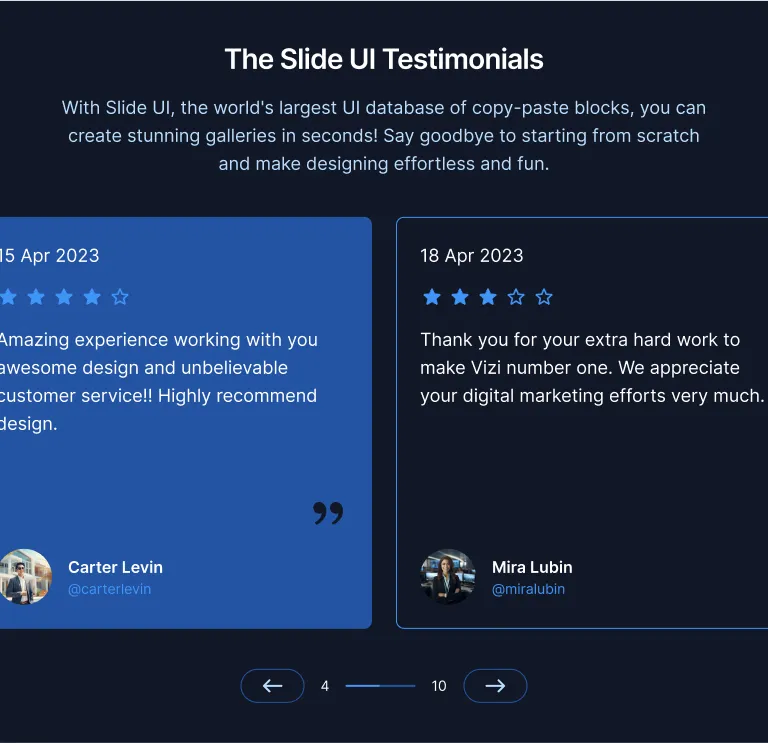 The Slide UI Testimonials
With Slide UI, the world's largest UI database of copy-paste blocks, you can
create stunning galleries in seconds! Say goodbye to starting from scratch
and make designing effortless and fun.
15 Apr 2023
Amazing experience working with you
awesome design and unbelievable
customer service!! Highly recommend
design.
”
Carter Levin
@carterlevin
18 Apr 2023
Thank you for your extra hard work to
make Vizi number one. We appreciate
your digital marketing efforts very much.
Mira Lubin
@miralubin
4
10